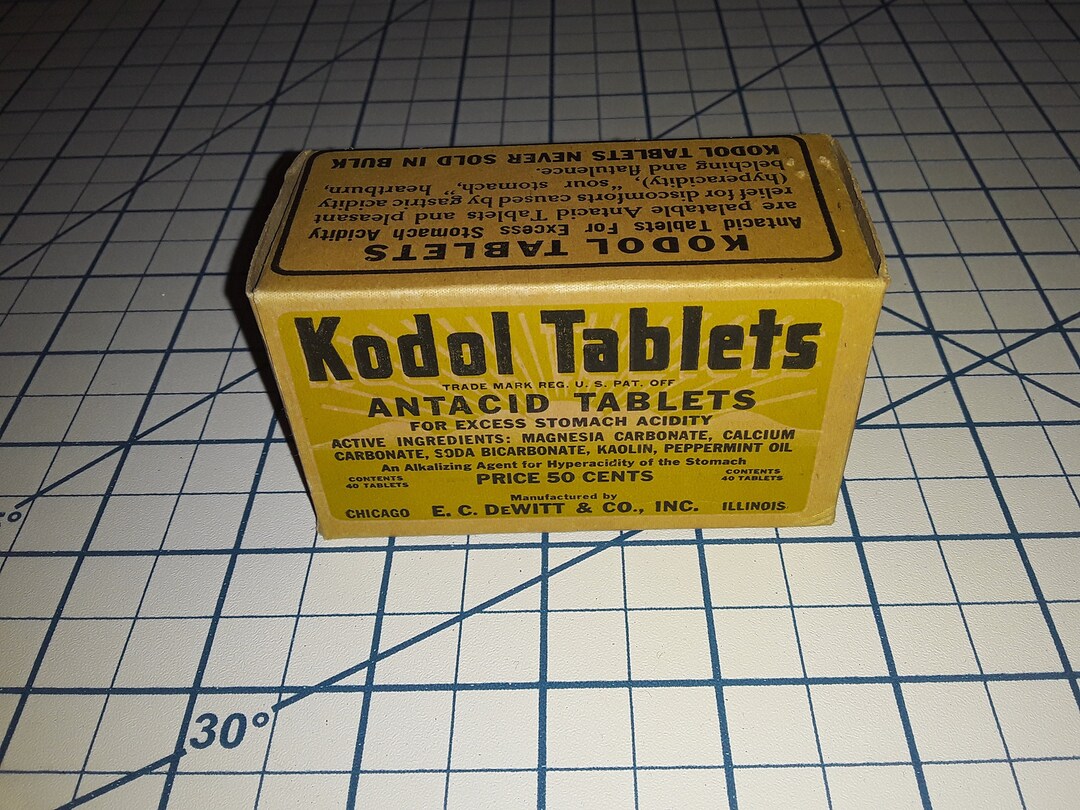 KODOL TABLETS
Antacid Tablets For Excess Stomach Acidity
are palatable Antacid Tablets and pleasant
relief for discomforts caused by gastric acidity
(hyperacidity), "sour stomach," heartburn,
belching and flatulence.
KODOL TABLETS NEVER SOLD IN BULK
Kodol Tablets
TRADE MARK REG. U. S. PAT. OFF
ANTACID TABLETS
FOR EXCESS STOMACH ACIDITY
ACTIVE INGREDIENTS: MAGNESIA CARBONATE, CALCIUM
CARBONATE, SODA BICARBONATE, KAOLIN, PEPPERMINT OIL
An Alkalizing Agent for Hyperacidity of the Stomach
CONTENTS
40 TABLETS
PRICE 50 CENTS
CONTENTS
40 TABLETS
Manufactured by
CHICAGO E. C. DEWITT & CO., INC. ILLINOIS
30°